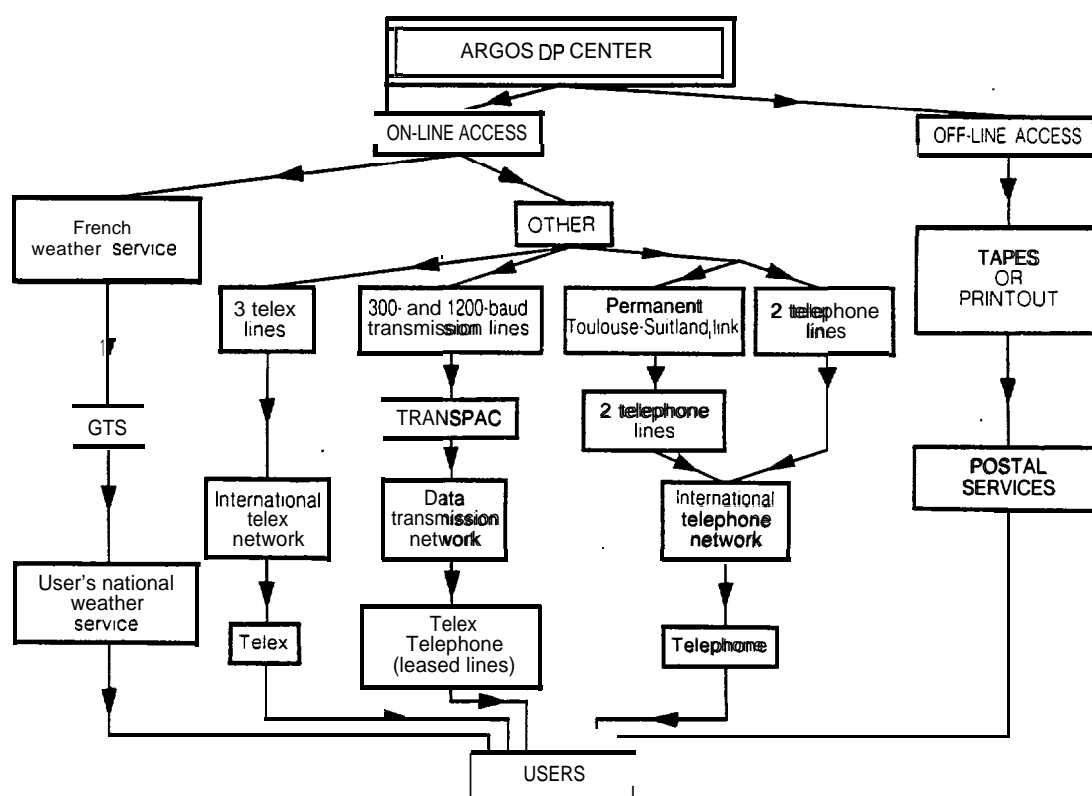 ARGOS DP CENTER
ON-LINE ACCESS
OFF-LINE ACCESS
French
weather service
OTHER
TAPES
OR
PRINTOUT
3 telex
lines
300- and 1200-baud
transmission lines
Permanent
Toulouse-Suitland link
2 telephone
lines
GTS
TRANSPAC
2 telephone
lines
POSTAL
SERVICES
International
telex
network
Data
transmission
network
International
telephone
network
User's national
weather
service
Telex
Telex
Telephone
(leased lines)
Telephone
USERS